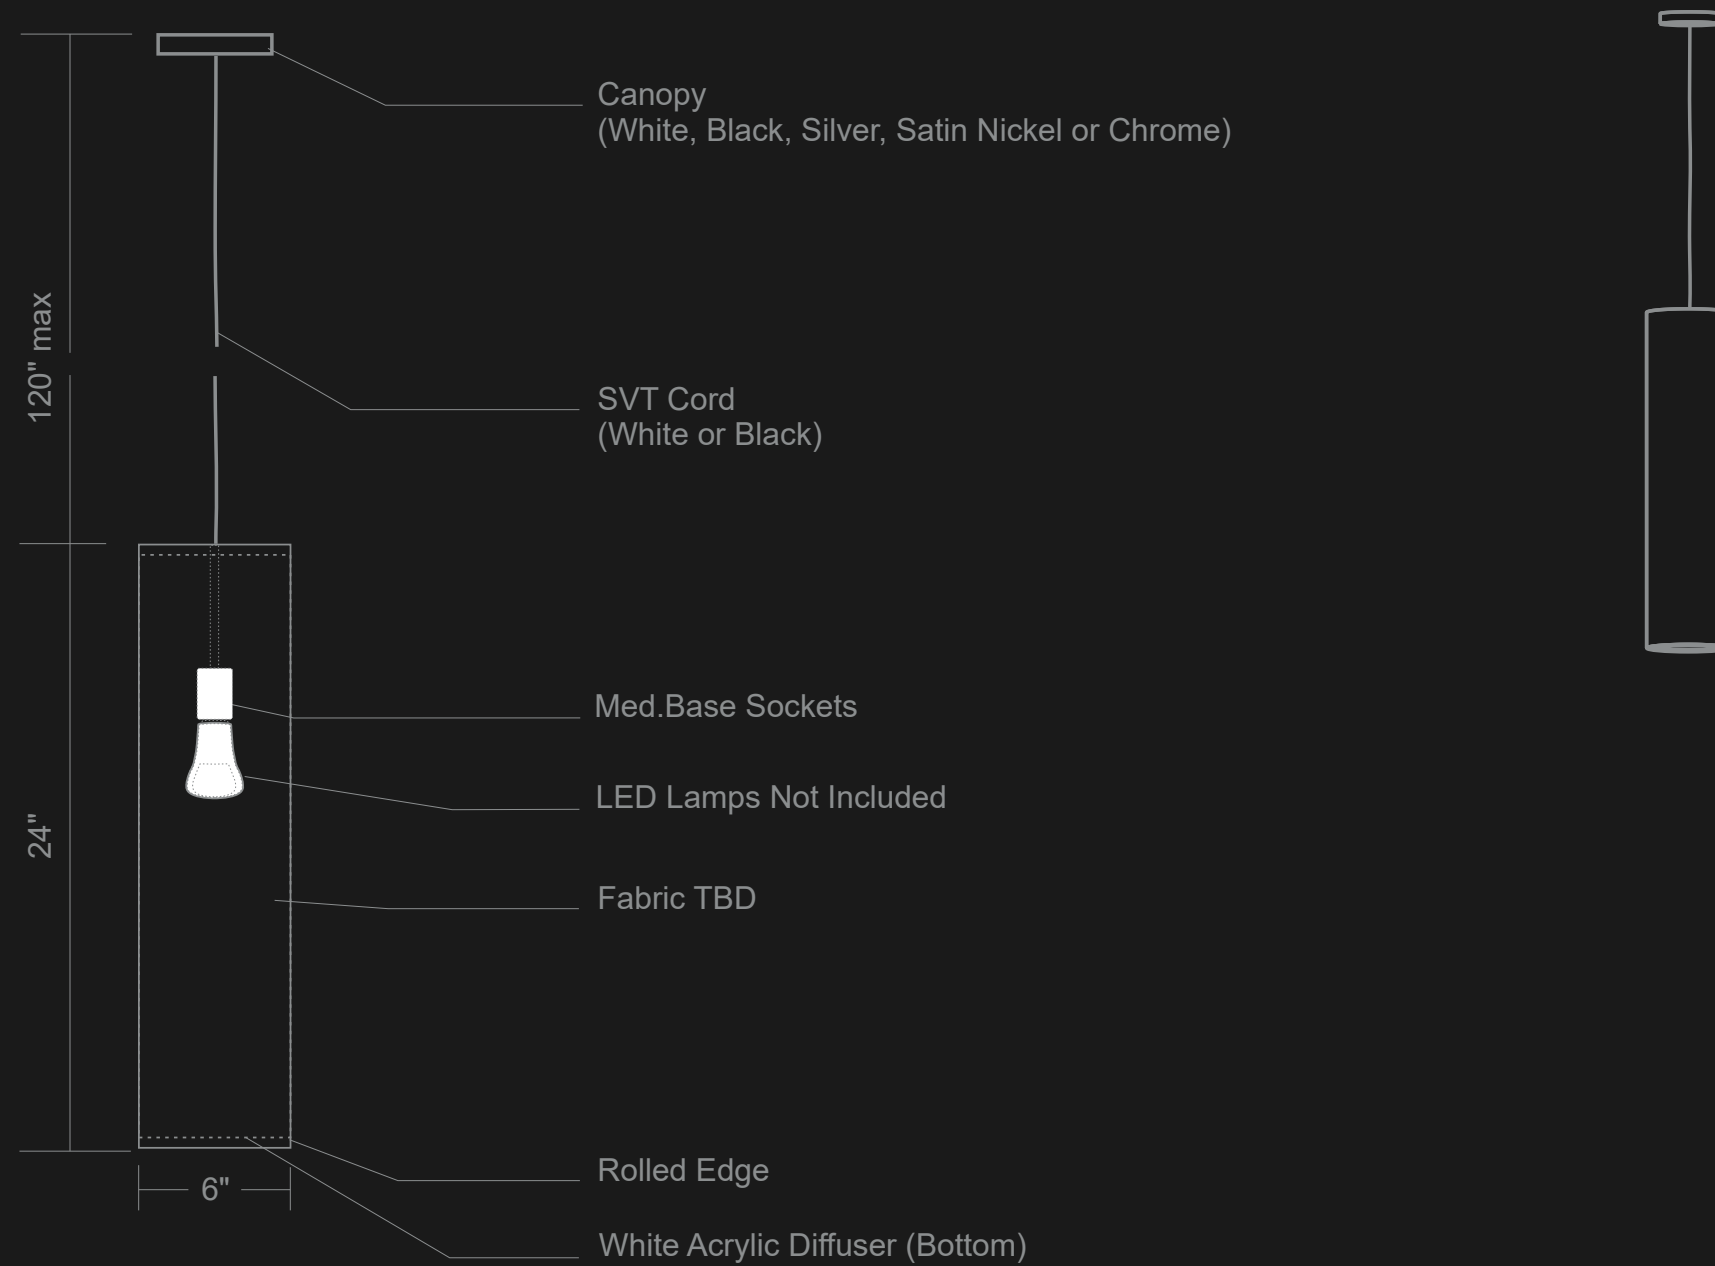 Canopy
(White, Black, Silver, Satin Nickel or Chrome)
120" max
SVT Cord
(White or Black)
Med.Base Sockets
LED Lamps Not Included
24"
Fabric TBD
Rolled Edge
6"
White Acrylic Diffuser (Bottom)